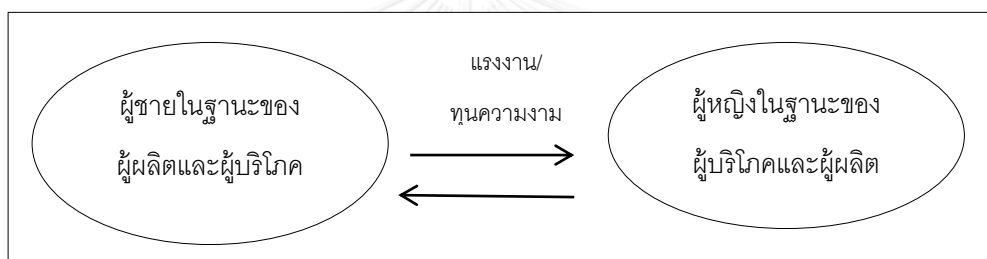 ผู้ชายในฐานะของ
ผู้ผลิตและผู้บริโภค
แรงงาน/
ทุนความงาม
ผู้หญิงในฐานะของ
ผู้บริโภคและผู้ผลิต